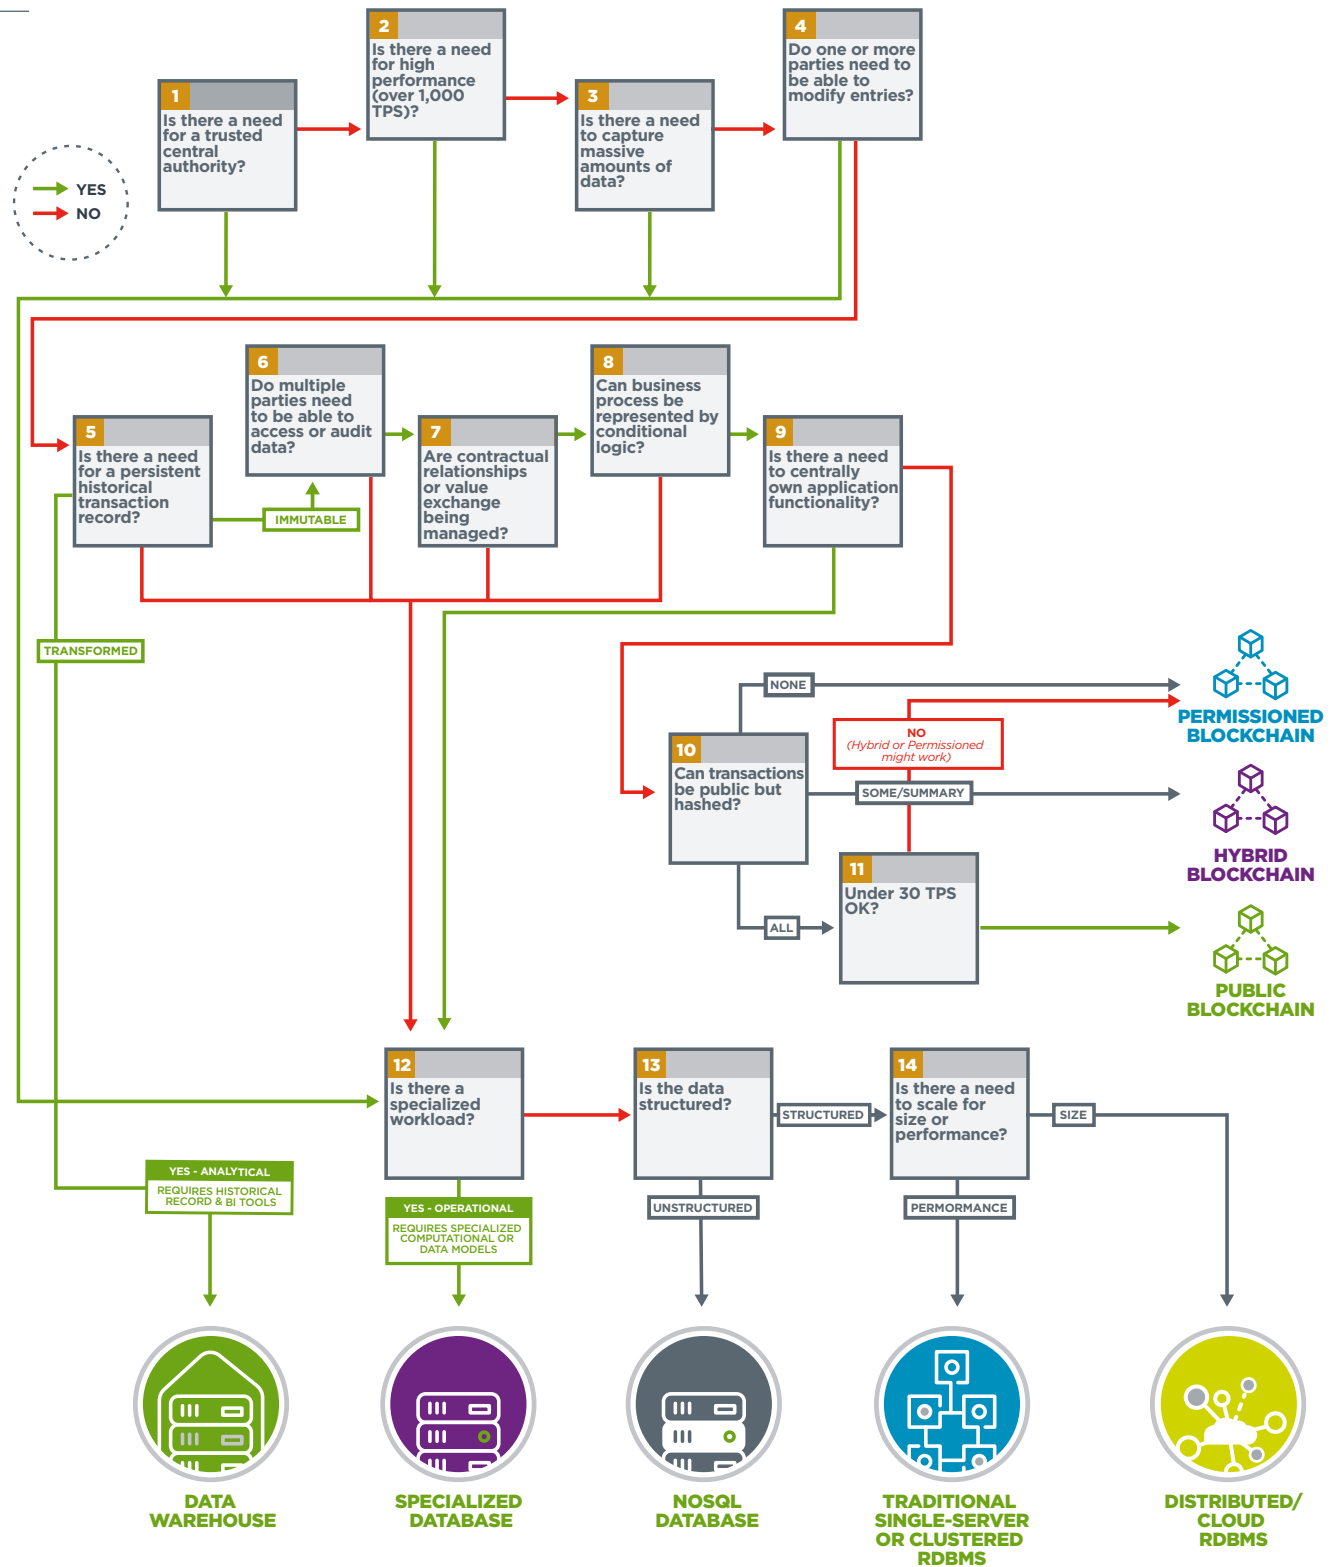 1
Is there a need
for a trusted
central
authority?
2
Is there a need
for high
performance
(over 1,000
TPS)?
3
Is there a need
to capture
massive
amounts of
data?
4
Do one or more
parties need to
be able to
modify entries?
YES
NO
5
Is there a need
for a persistent
historical
transaction
record?
6
Do multiple
parties need
to be able to
access or audit
data?
IMMUTABLE
7
Are contractual
relationships
or value
exchange
being
managed?
8
Can business
process be
represented by
conditional
logic?
9
Is there a need
to centrally
own application
functionality?
TRANSFORMED
NONE
10
Can transactions
be public but
hashed?
NO
(Hybrid or Permissioned
might work)
SOME/SUMMARY
ALL
11
Under 30 TPS
OK?
PERMISSIONED
BLOCKCHAIN
HYBRID
BLOCKCHAIN
PUBLIC
BLOCKCHAIN
12
Is there a
specialized
workload?
13
Is the data
structured?
STRUCTURED
14
Is there a need
to scale for
size or
performance?
SIZE
YES - ANALYTICAL
REQUIRES HISTORICAL
RECORD & BI TOOLS
YES - OPERATIONAL
REQUIRES SPECIALIZED
COMPUTATIONAL OR
DATA MODELS
UNSTRUCTURED
PERMORMANCE
DATA
WAREHOUSE
SPECIALIZED
DATABASE
NOSQL
DATABASE
TRADITIONAL
SINGLE-SERVER
OR CLUSTERED
RDBMS
DISTRIBUTED/
CLOUD
RDBMS